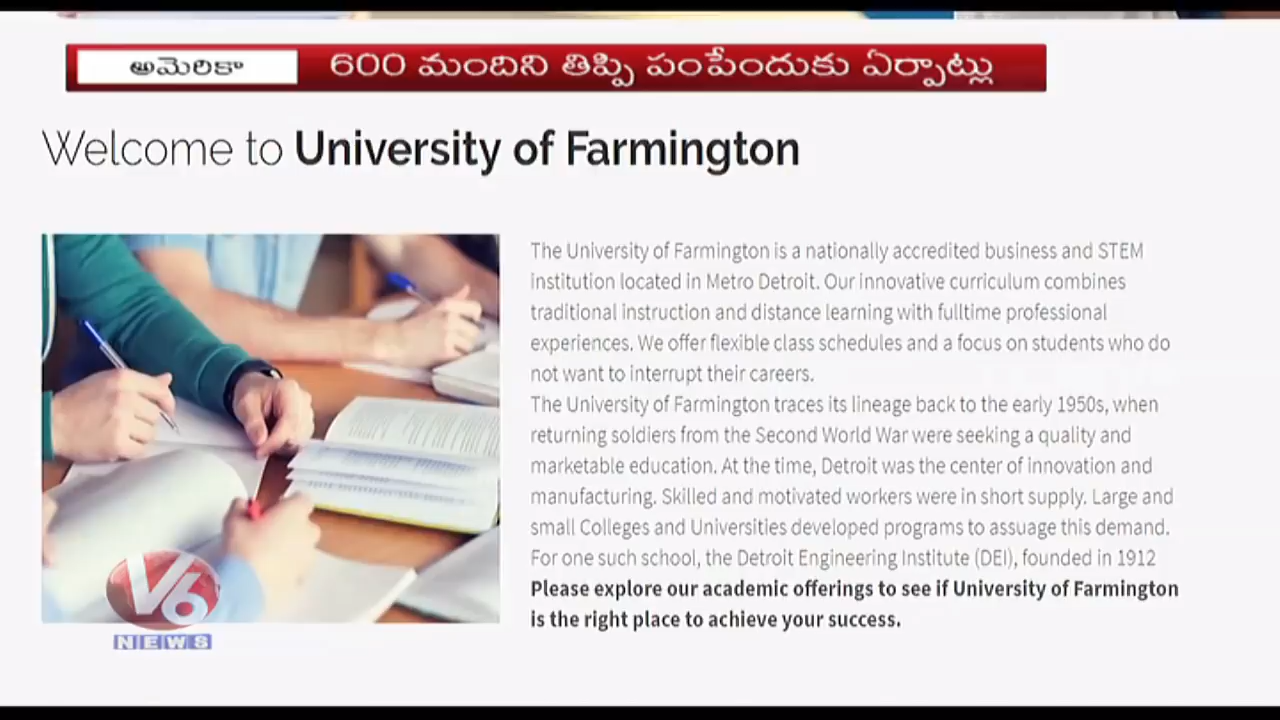 అమెరికా
600 మందిని తిప్పి పంపేందుకు ఏర్పాట్లు
Welcome to University of Farmington
The University of Farmington is a nationally accredited business and STEM
institution located in Metro Detroit. Our innovative curriculum combines
traditional instruction and distance learning with fulltime professional
experiences. We offer flexible class schedules and a focus on students who do
not want to interrupt their careers.
The University of Farmington traces its lineage back to the early 1950s, when
returning soldiers from the Second World War were seeking a quality and
marketable education. At the time, Detroit was the center of innovation and
manufacturing. Skilled and motivated workers were in short supply. Large and
small Colleges and Universities developed programs to assuage this demand.
For one such school, the Detroit Engineering Institute (DEI), founded in 1912
Please explore our academic offerings to see if University of Farmington
is the right place to achieve your success.
V6
NEWS